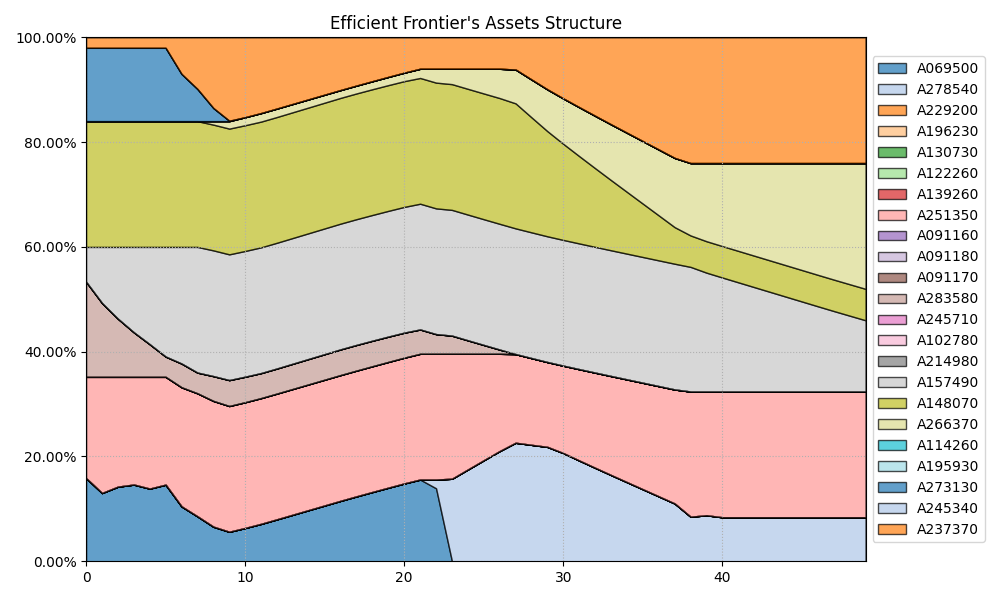 Efficient Frontier's Assets Structure
100.00%
80.00%
60.00%
40.00%
20.00%
0.00%
0
10
20
30
40
A069500
A278540
A229200
A196230
A130730
A122260
A139260
A251350
A091160
A091180
A091170
A283580
A245710
A102780
A214980
A157490
A148070
A266370
A114260
A195930
A273130
A245340
A237370